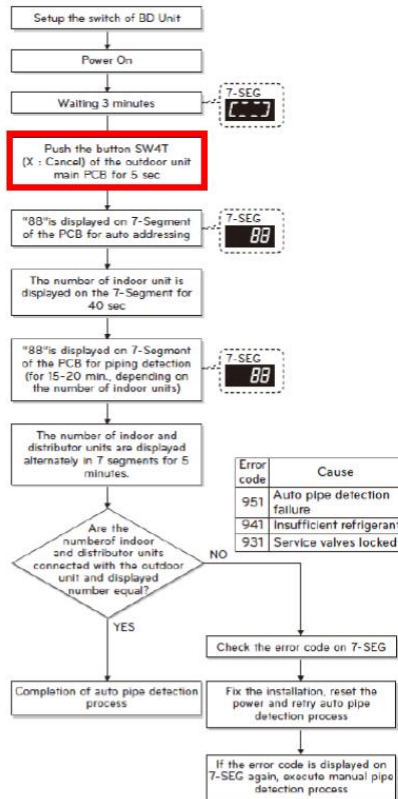 Setup the switch of BD Unit
Power On
Waiting 3 minutes
7-SEG
Push the button SW4T
(X : Cancel) of the outdoor unit
main PCB for 5 sec
"88"is displayed on 7-Segment
of the PCB for auto addressing
7-SEG
88
The number of indoor unit is
displayed on the 7-Segment for
40 sec
"88"is displayed on 7-Segment
of the PCB for piping detection
(for 15-20 min., depending on
the number of indoor units)
7-SEG
88
The number of indoor and
distributor units are displayed
alternately in 7 segments for 5
minutes.
Error
code
Cause
951
Auto pipe detection
failure
941
Insufficient refrigerant
931
Service valves locked
Are the
numberof indoor
and distributor units
connected with the outdoor
unit and displayed
number equal?
NO
YES
Check the error code on 7-SEG
Completion of auto pipe detection
process
Fix the installation, reset the
power and retry auto pipe
detection process
If the error code is displayed on
7-SEG again, execute manual pipe
detection process